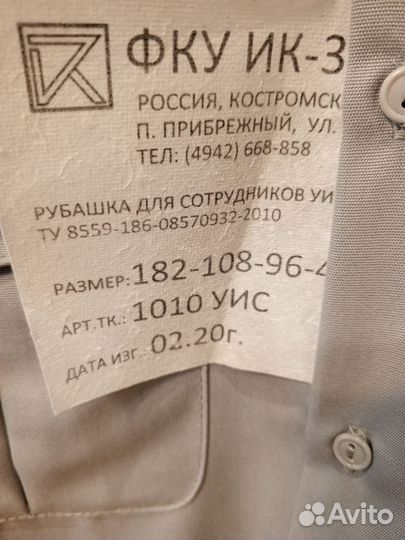 ФКУ ИК-3
РОССИЯ, КОСТРОМСК
П. ПРИБРЕЖНЫЙ, УЛ.
ТЕЛ: (4942) 668-858
РУБАШКА ДЛЯ СОТРУДНИКОВ УИ
ТУ 8559-186-08570932-2010
РАЗМЕР: 182-108-96-4
АРТ.ТК.: 1010 УИС
ДАТА ИЗГ. 02.20г.
Avito